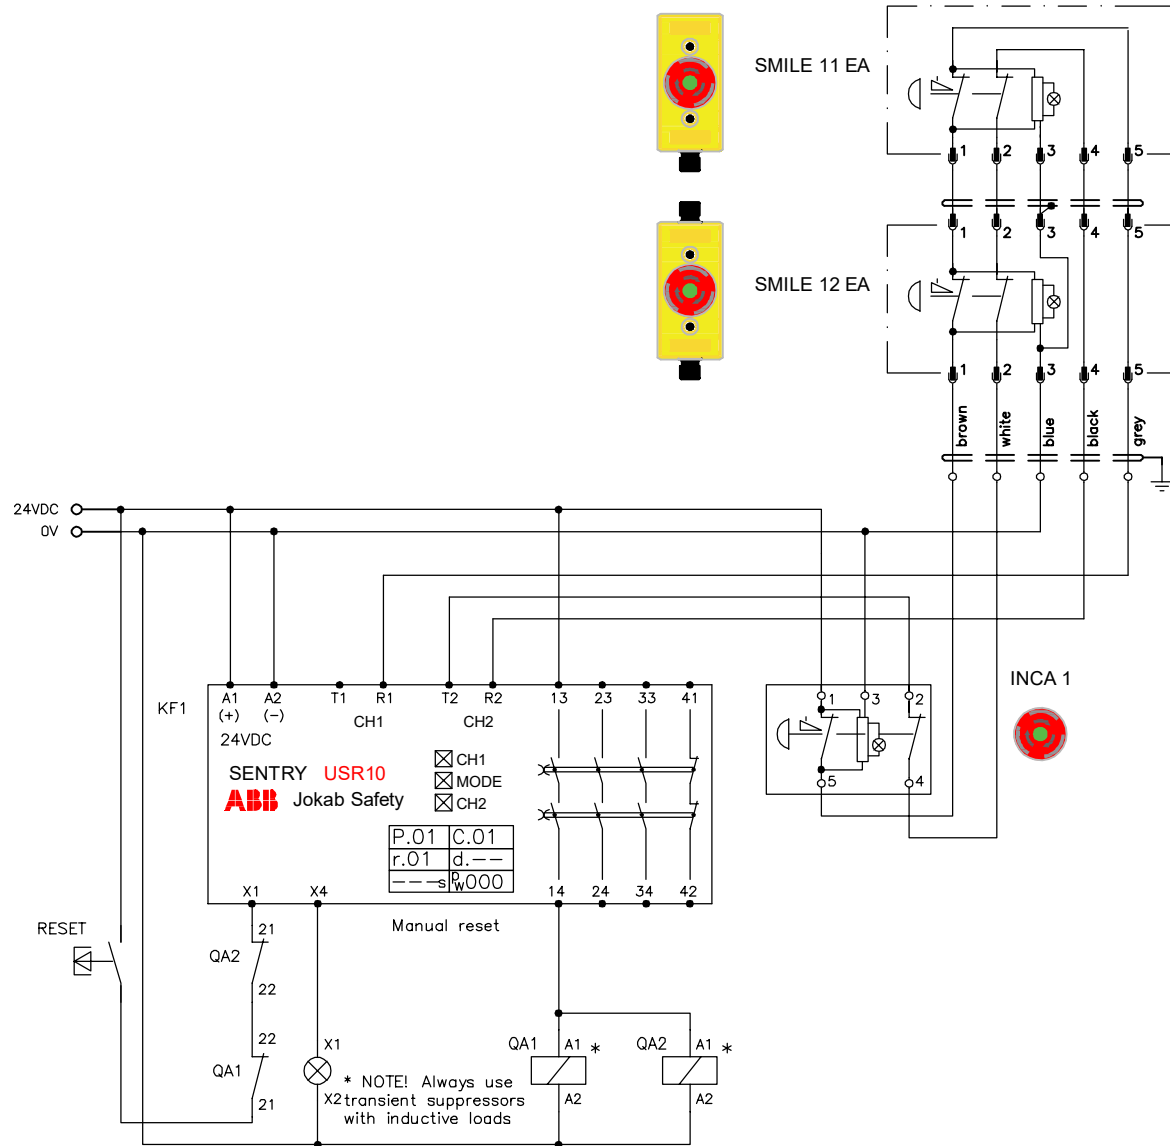 SMILE 11 EA
1 2 3 4 5
1 2 3 4 5
SMILE 12 EA
1 2 3 4 5
brown white blue black grey
24VDC
0V
KF1
A1 A2 T1 R1 T2 R2 13 23 33 41
(+) (-) CH1 CH2
24VDC
SENTRY USR10
ABB Jokab Safety
CH1
MODE
CH2
P.01 C.01
r.01 d.--
---s Pw000
X1 X4 14 24 34 42
Manual reset
INCA 1
1 3 2
5 4
RESET
QA2 21
22
QA1 22
21
X1
X2
QA1 A1 *
A2
QA2 A1 *
A2
* NOTE! Always use
transient suppressors
with inductive loads